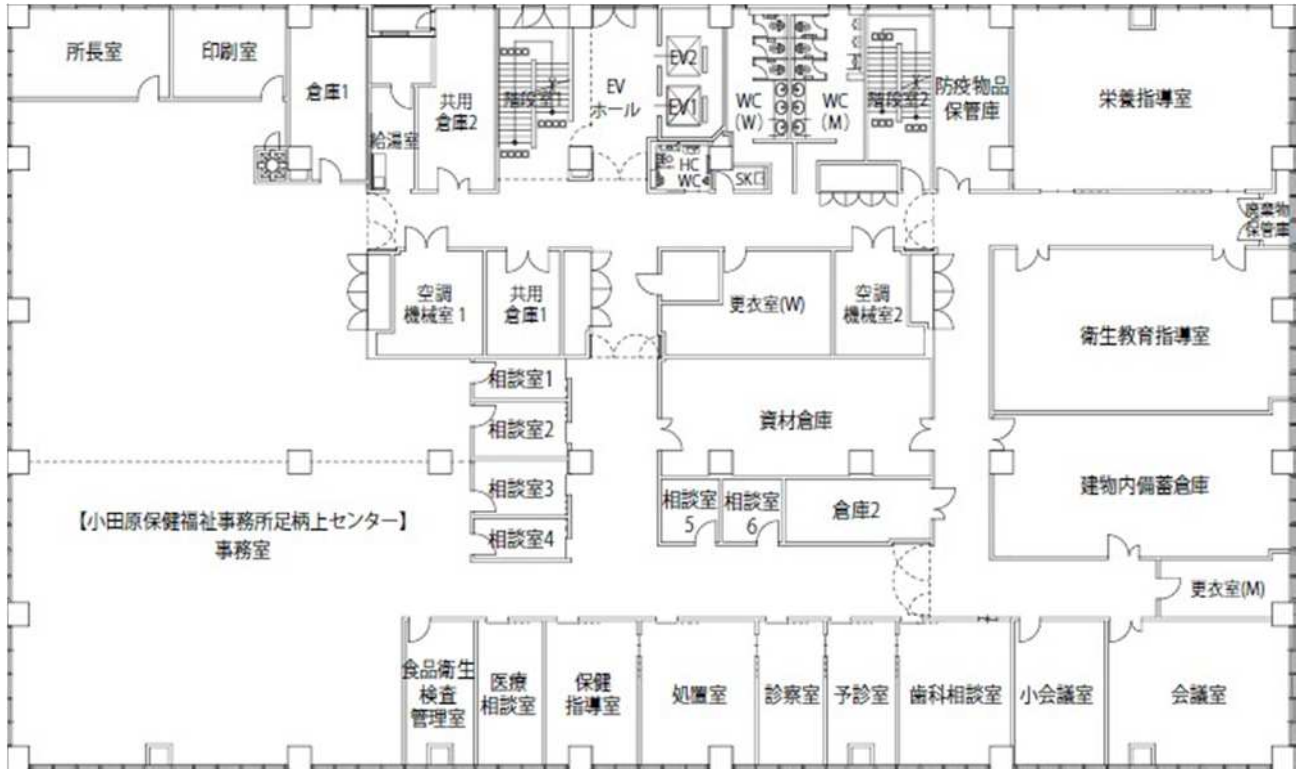 所長室
印刷室
倉庫1
給湯室
共用
倉庫2
階段室1
EV
ホール
EV2
EV1
HC
WC
WC
(W)
WC
(M)
SK
階段室2
防疫物品
保管庫
栄養指導室
空調
機械室1
共用
倉庫1
更衣室(W)
空調
機械室2
衛生教育指導室
相談室1
相談室2
相談室3
相談室4
資材倉庫
建物内備蓄倉庫
相談室
5
相談室
6
倉庫2
【小田原保健福祉事務所足柄上センター】
事務室
更衣室(M)
食品衛生
検査
管理室
医療
相談室
保健
指導室
処置室
診察室
予診室
歯科相談室
小会議室
会議室